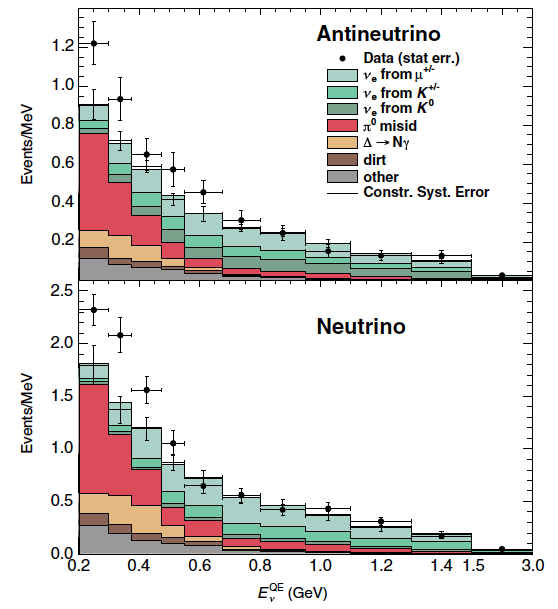 Antineutrino
Data (stat err.)
νe from μ+/-
νe from K+/-
νe from K0
π0 misid
Δ → Nγ
dirt
other
Constr. Syst. Error
Events/MeV
1.2
1.0
0.8
0.6
0.4
0.2
Neutrino
Events/MeV
2.5
2.0
1.5
1.0
0.5
0.0
0.2 0.4 0.6 0.8 1.0 1.2 1.4 1.5 3.0
EνQE (GeV)